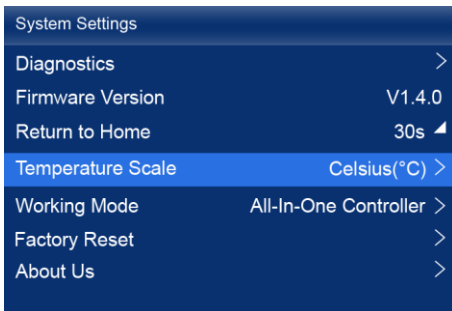 System Settings
Diagnostics >
Firmware Version V1.4.0
Return to Home 30s
Temperature Scale Celsius(°C) >
Working Mode All-In-One Controller >
Factory Reset >
About Us >